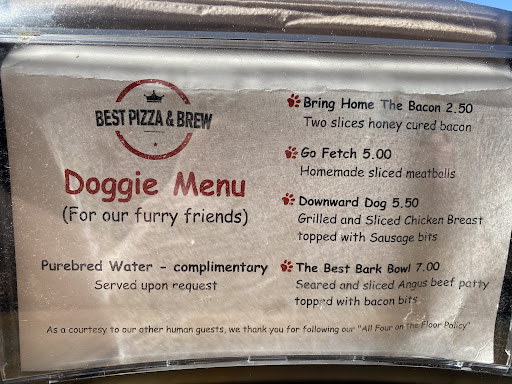 BEST PIZZA & BREW
Doggie Menu
(For our furry friends)
Purebred Water - complimentary
Served upon request
Bring Home The Bacon 2.50
Two slices honey cured bacon
Go Fetch 5.00
Homemade sliced meatballs
Downward Dog 5.50
Grilled and Sliced Chicken Breast
topped with Sausage bits
The Best Bark Bowl 7.00
Seared and sliced Angus beef patty
topped with bacon bits
As a courtesy to our other human guests, we thank you for following our "All Four on the Floor Policy"